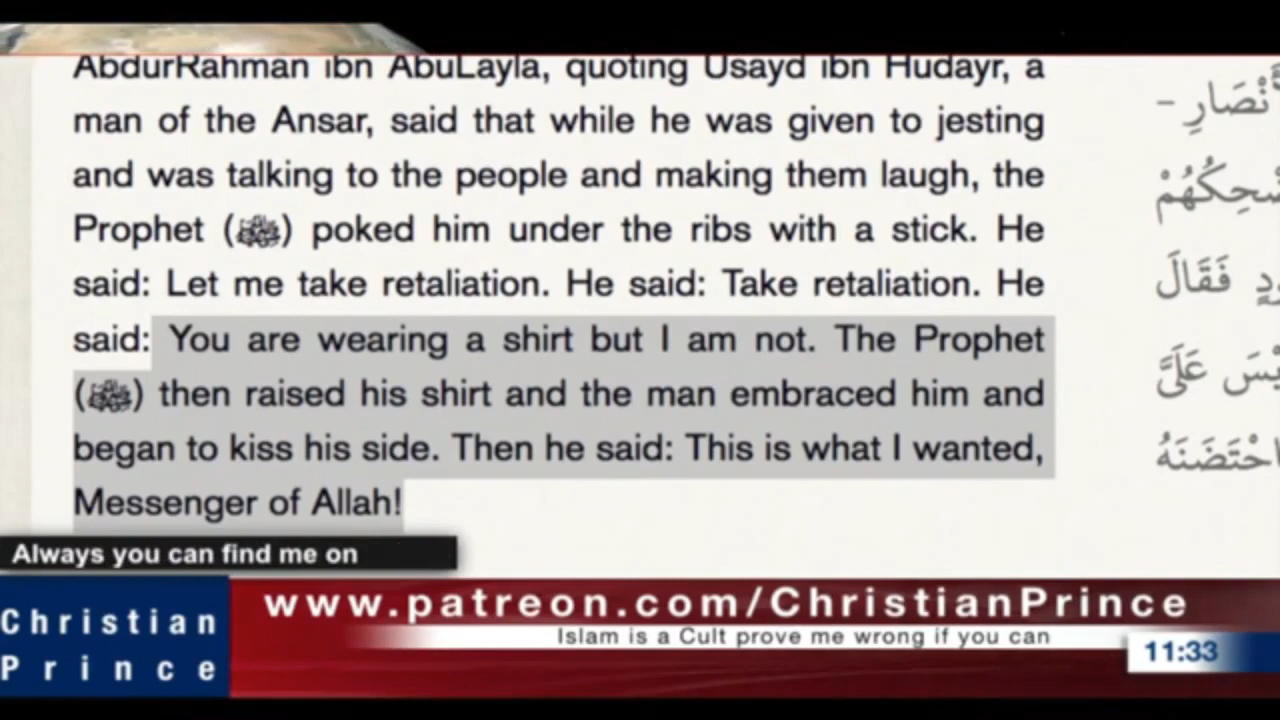 AbdurRahman ibn AbuLayla, quoting Usayd ibn Hudayr, a
man of the Ansar, said that while he was given to jesting
and was talking to the people and making them laugh, the
Prophet (ﷺ) poked him under the ribs with a stick. He
said: Let me take retaliation. He said: Take retaliation. He
said: You are wearing a shirt but I am not. The Prophet
(ﷺ) then raised his shirt and the man embraced him and
began to kiss his side. Then he said: This is what I wanted,
Messenger of Allah!
فَقَالَ
عَلَىَّ
Always you can find me on
Christian
Prince
www.patreon.com/ChristianPrince
Islam is a Cult prove me wrong if you can
11:33